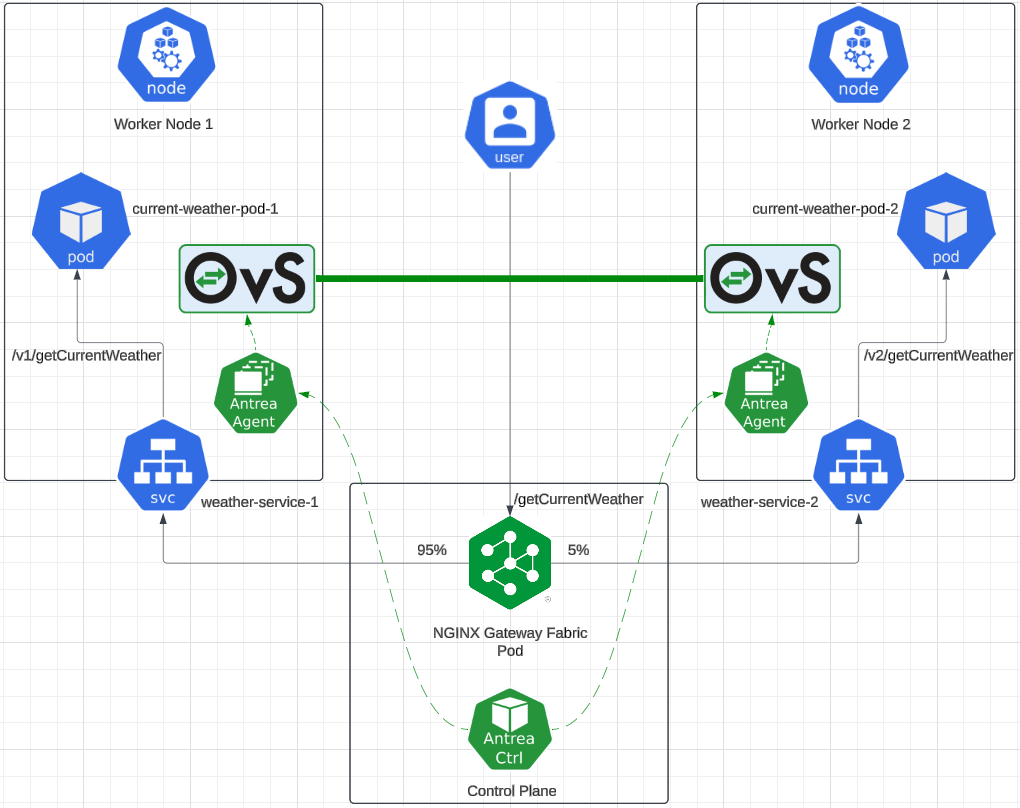 node
node
Worker Node 1
Worker Node 2
user
current-weather-pod-1
current-weather-pod-2
pod
pod
OvS
OvS
/v1/getCurrentWeather
/v2/getCurrentWeather
Antrea
Agent
Antrea
Agent
svc
svc
weather-service-1
weather-service-2
/getCurrentWeather
95%
5%
®
NGINX Gateway Fabric
Pod
Antrea
Ctrl
Control Plane